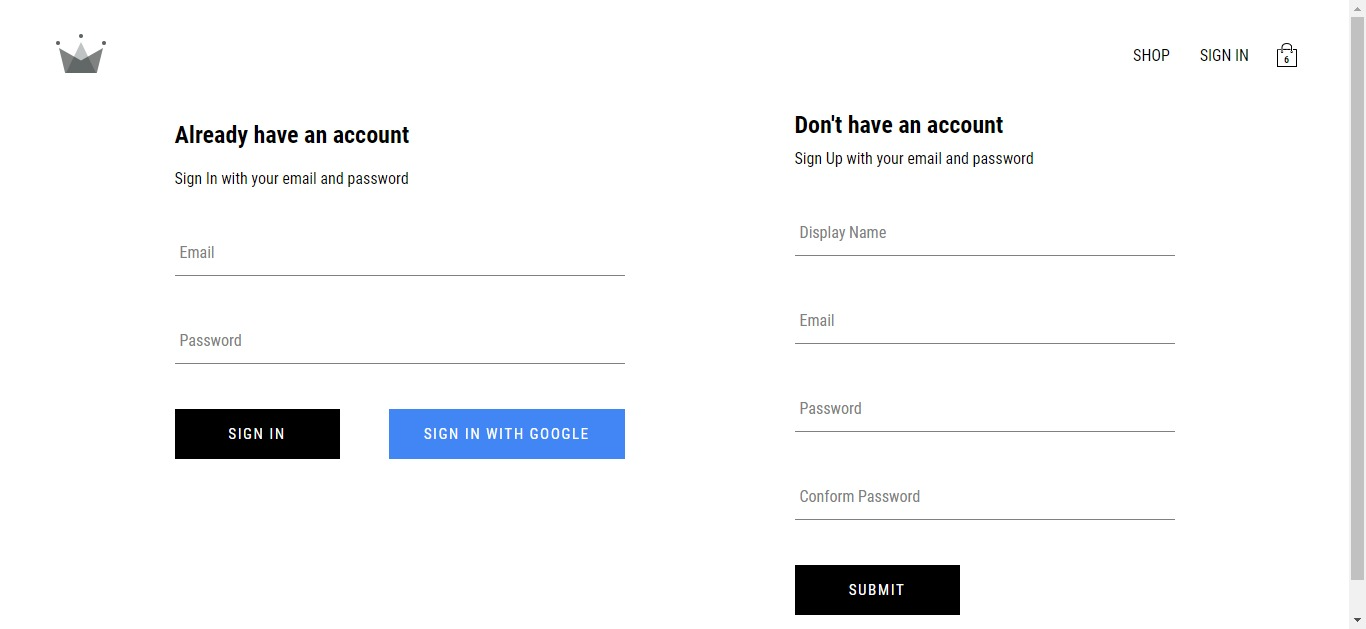 SHOP SIGN IN 6
Already have an account
Sign In with your email and password
Email
Password
SIGN IN SIGN IN WITH GOOGLE
Don't have an account
Sign Up with your email and password
Display Name
Email
Password
Conform Password
SUBMIT